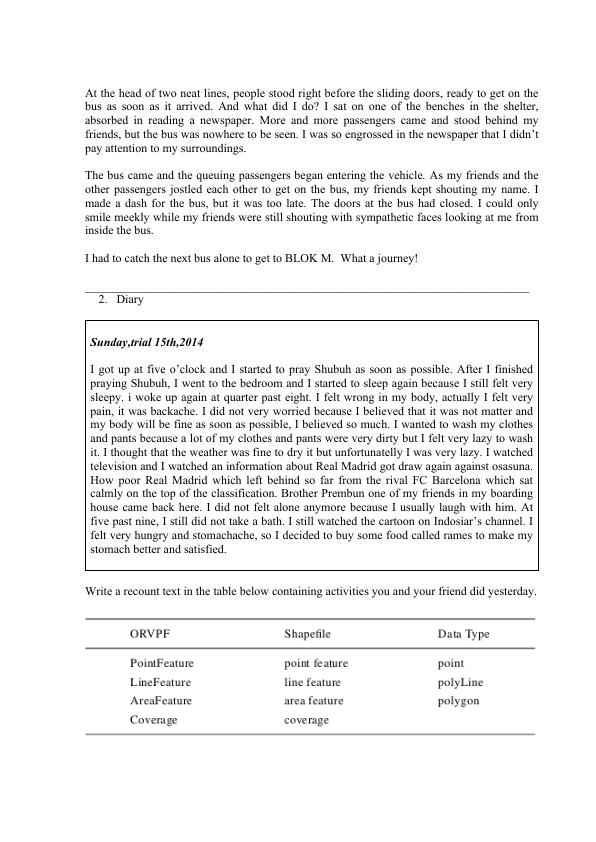 At the head of two neat lines, people stood right before the sliding doors, ready to get on the
bus as soon as it arrived. And what did I do? I sat on one of the benches in the shelter,
absorbed in reading a newspaper. More and more passengers came and stood behind my
friends, but the bus was nowhere to be seen. I was so engrossed in the newspaper that I didn't
pay attention to my surroundings.
The bus came and the queuing passengers began entering the vehicle. As my friends and the
other passengers jostled each other to get on the bus, my friends kept shouting my name. I
made a dash for the bus, but it was too late. The doors at the bus had closed. I could only
smile meekly while my friends were still shouting with sympathetic faces looking at me from
inside the bus.
I had to catch the next bus alone to get to BLOK M. What a journey!
2. Diary
Sunday,trial 15th,2014
I got up at five o'clock and I started to pray Shubuh as soon as possible. After I finished
praying Shubuh, I went to the bedroom and I started to sleep again because I still felt very
sleepy. i woke up again at quarter past eight. I felt wrong in my body, actually I felt very
pain, it was backache. I did not very worried because I believed that it was not matter and
my body will be fine as soon as possible, I believed so much. I wanted to wash my clothes
and pants because a lot of my clothes and pants were very dirty but I felt very lazy to wash
it. I thought that the weather was fine to dry it but unfortunatelly I was very lazy. I watched
television and I watched an information about Real Madrid got draw again against osasuna.
How poor Real Madrid which left behind so far from the rival FC Barcelona which sat
calmly on the top of the classification. Brother Prembun one of my friends in my boarding
house came back here. I did not felt alone anymore because I usually laugh with him. At
five past nine, I still did not take a bath. I still watched the cartoon on Indosiar's channel. I
felt very hungry and stomachache, so I decided to buy some food called rames to make my
stomach better and satisfied.
Write a recount text in the table below containing activities you and your friend did yesterday.
ORVPF Shapefile Data Type
PointFeature point feature point
LineFeature line feature polyLine
AreaFeature area feature polygon
Coverage coverage